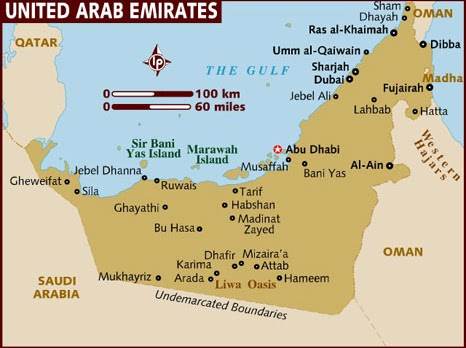 UNITED ARAB EMIRATES
Sham
OMAN
Dhayah
Ras al-Khaimah
QATAR
Dibba
Umm al-Qaiwain
lp
THE GULF
Sharjah
Dubai
Madha
Fujairah
0 100 km
0 60 miles
Jebel Ali
Lahbab
Hatta
Western Hajars
Sir Bani
Yas Island
Marawah
Island
Abu Dhabi
Musaffah
Bani Yas
Al-Ain
Jebel Dhanna
Gheweifat
Sila
Ruwais
Tarif
Ghayathi
Habshan
Madinat
Zayed
Bu Hasa
OMAN
Dhafir
Mizaira'a
Karima
Attab
SAUDI
ARABIA
Mukhayriz
Arada
Liwa Oasis
Hameem
Undemarcated Boundaries